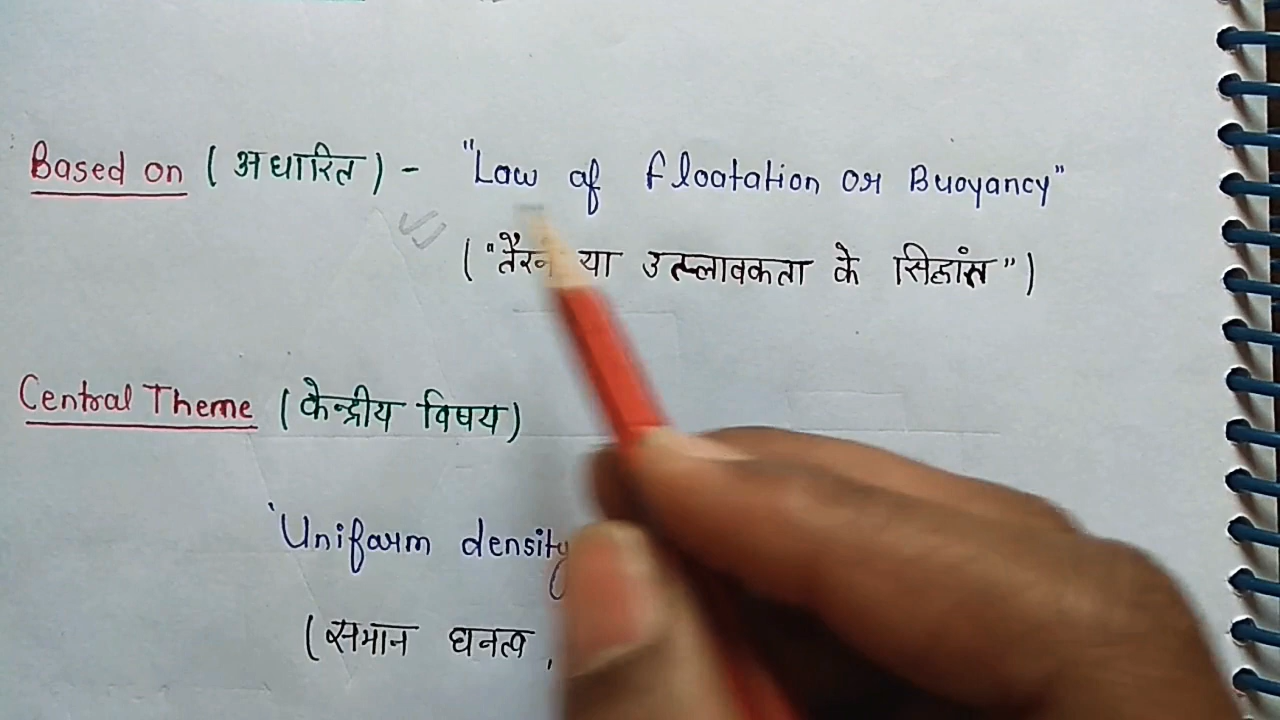 Based on (अधारित) - "Law of floatation or Buoyancy"
("तैरने या उत्प्लावकता के सिद्धांत")
Central Theme (केन्द्रीय विषय)
'Uniform density
(समान घनत्व,